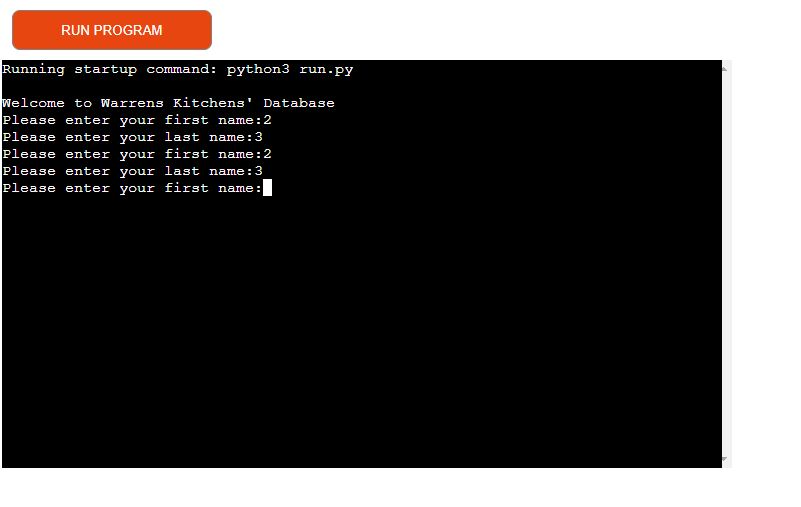 RUN PROGRAM
Running startup command: python3 run.py
Welcome to Warrens Kitchens' Database
Please enter your first name:2
Please enter your last name:3
Please enter your first name:2
Please enter your last name:3
Please enter your first name: